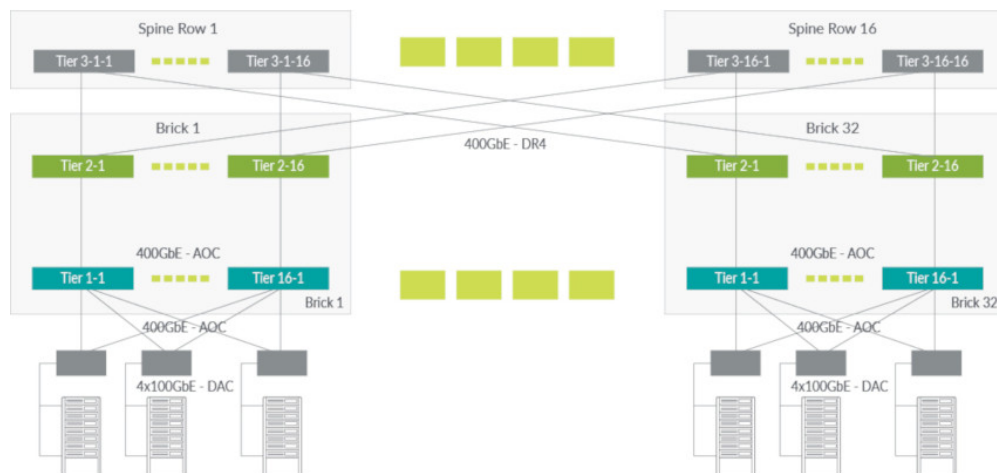 Spine Row 1
Spine Row 16
Tier 3-1-1
Tier 3-1-16
Tier 3-16-1
Tier 3-16-16
Brick 1
Brick 32
400GbE - DR4
Tier 2-1
Tier 2-16
Tier 2-1
Tier 2-16
400GbE - AOC
400GbE - AOC
Tier 1-1
Tier 16-1
Tier 1-1
Tier 16-1
Brick 1
Brick 32
400GbE - AOC
400GbE - AOC
4x100GbE - DAC
4x100GbE - DAC